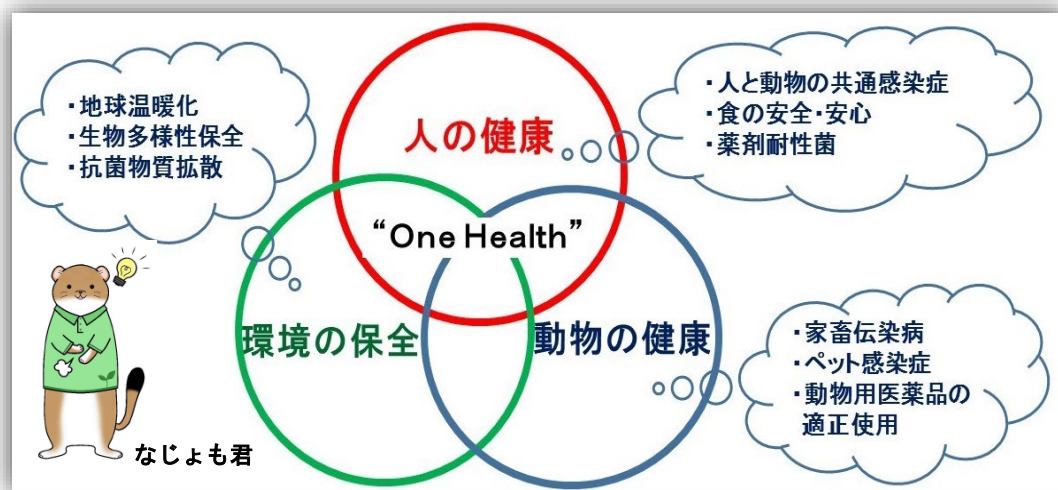 ・地球温暖化
・生物多様性保全
・抗菌物質拡散
人の健康
・人と動物の共通感染症
・食の安全・安心
・薬剤耐性菌
“One Health”
環境の保全
動物の健康
・家畜伝染病
・ペット感染症
・動物用医薬品の
適正使用
なじょも君